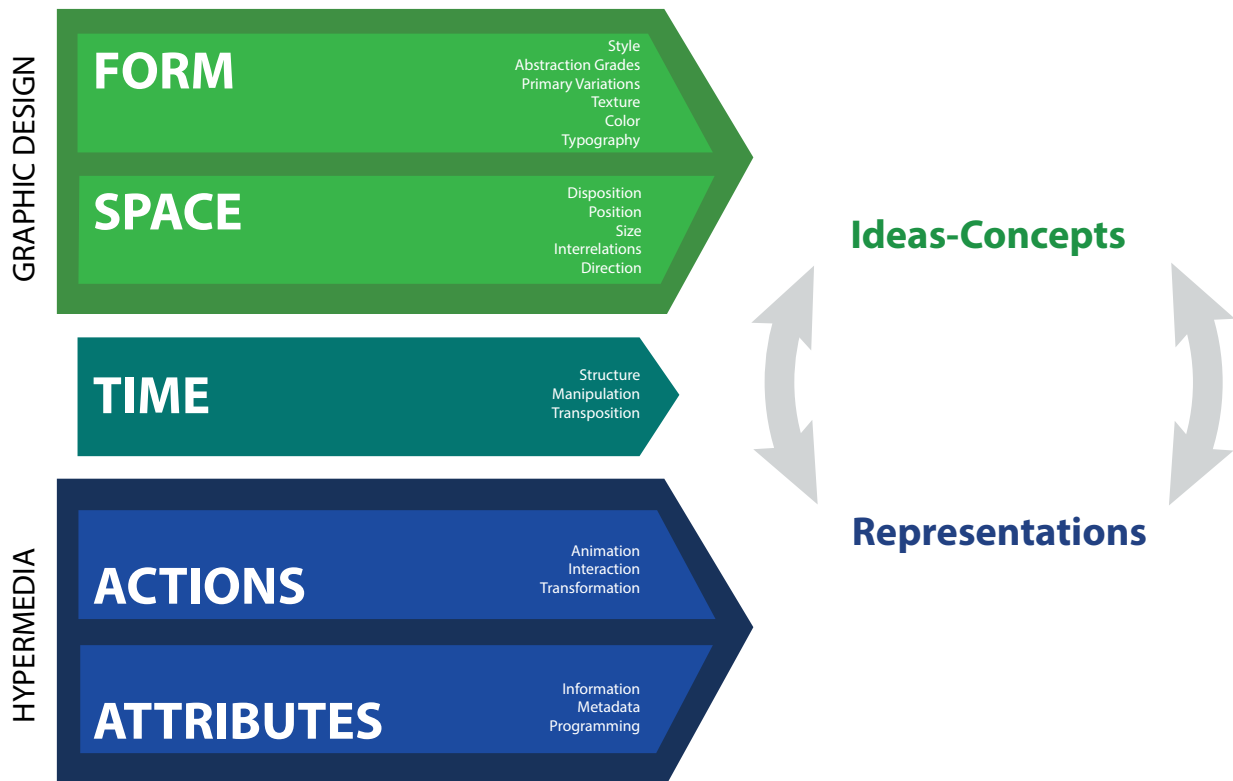 GRAPHIC DESIGN
FORM
Style
Abstraction Grades
Primary Variations
Texture
Color
Typography
SPACE
Disposition
Position
Size
Interrelations
Direction
TIME
Structure
Manipulation
Transposition
HYPERMEDIA
ACTIONS
Animation
Interaction
Transformation
ATTRIBUTES
Information
Metadata
Programming
Ideas-Concepts
Representations